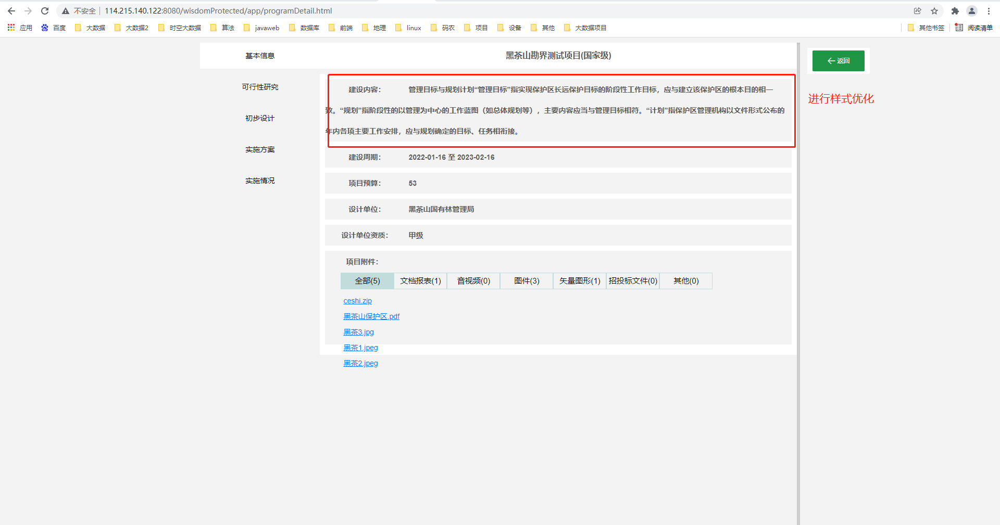 不安全 114.215.140.122:8080/wisdomProtected/app/programDetail.html
应用 百度 大数据 大数据2 时空大数据 算法 javaweb 数据库 前端 地理 linux 码农 项目 设备 其他 大数据项目 其他书签 阅读清单
基本信息
可行性研究
初步设计
实施方案
实施情况
黑茶山勘界测试项目(国家级)
建设内容： 管理目标与规划计划“管理目标”指实现保护区长远保护目标的阶段性工作目标，应与建立该保护区的根本目的相一
致。“规划”指阶段性的以管理为中心的工作蓝图（如总体规划等），主要内容应当与管理目标相符。“计划”指保护区管理机构以文件形式公布的
年内各项主要工作安排，应与规划确定的目标、任务相衔接。
建设周期： 2022-01-16 至 2023-02-16
项目预算： 53
设计单位： 黑茶山国有林管理局
设计单位资质： 甲级
项目附件：
全部(5) 文档报表(1) 音视频(0) 图件(3) 矢量图形(1) 招投标文件(0) 其他(0)
ceshi.zip
黑茶山保护区.pdf
黑茶3.jpg
黑茶1.jpeg
黑茶2.jpeg
返回
进行样式优化